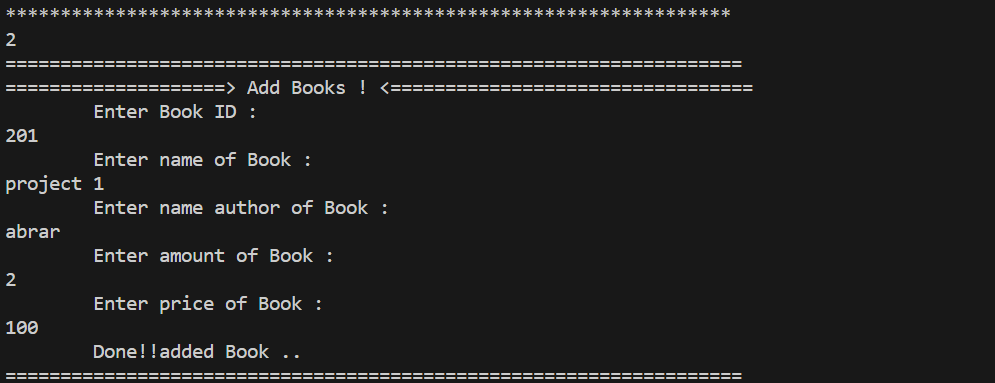 ******************************************************************
2
===================================================================
====================> Add Books ! <=================================
Enter Book ID :
201
Enter name of Book :
project 1
Enter name author of Book :
abrar
Enter amount of Book :
2
Enter price of Book :
100
Done!!added Book ..
===================================================================